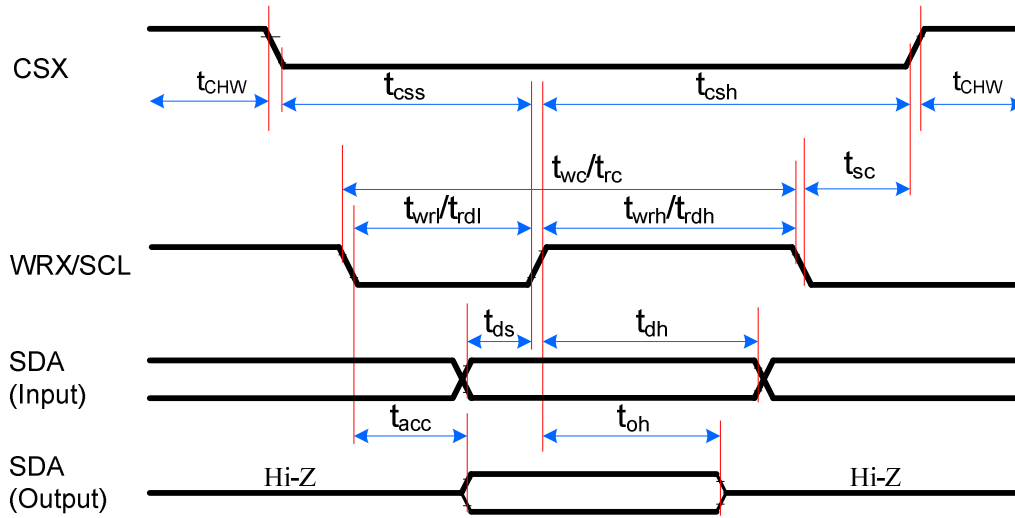 CSX
tCHW
tcss
tcsh
tCHW
twc/trc
tsc
twrl/trdl
twrh/trdh
WRX/SCL
tds
tdh
SDA
(Input)
tacc
toh
SDA
(Output)
Hi-Z
Hi-Z